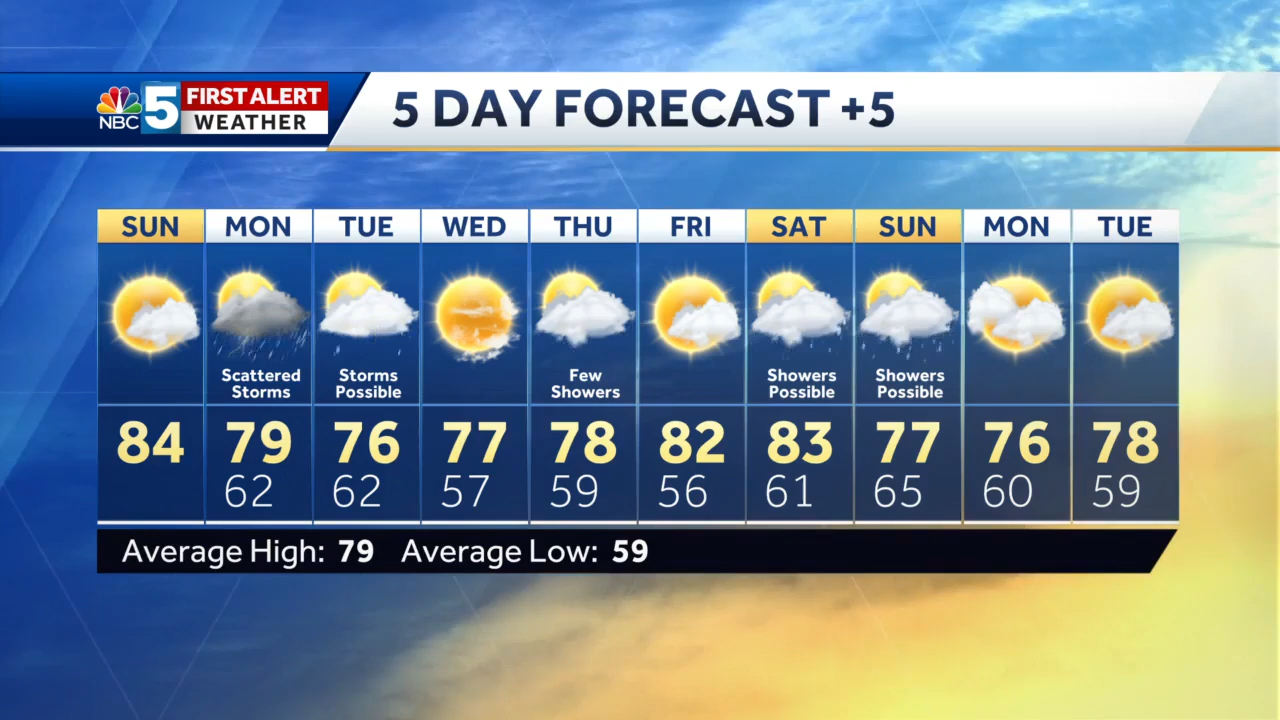 NBC 5 FIRST ALERT WEATHER
5 DAY FORECAST +5
SUN MON TUE WED THU FRI SAT SUN MON TUE
Scattered Storms Few Showers Showers
Storms Possible Showers Possible Possible
84 79 76 77 78 82 83 77 76 78
62 62 57 59 56 61 65 60 59
Average High: 79 Average Low: 59